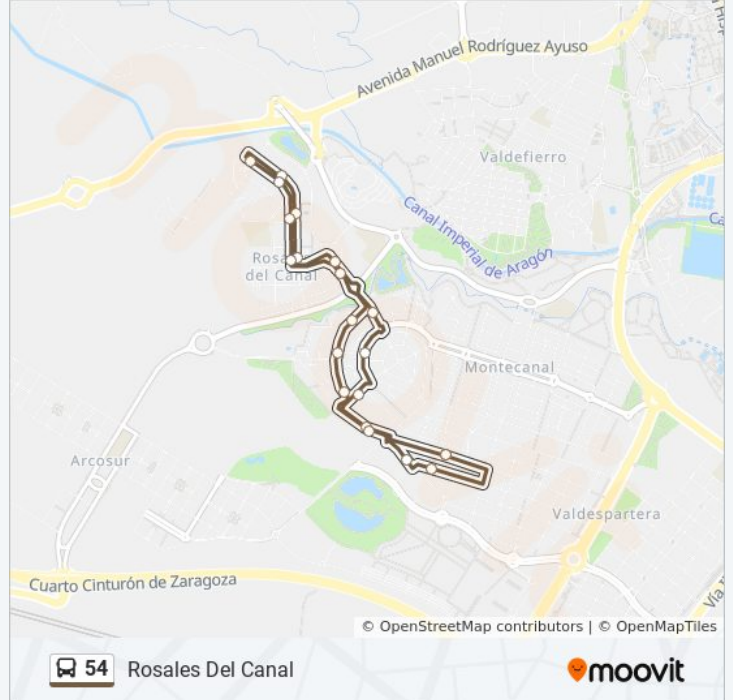 Avenida Manuel Rodríguez Ayuso
Valdefierro
Canal Imperial de Aragón
Ca
Rosales
del Canal
Montecanal
Arcosur
Valdespartera
Cuarto Cinturón de Zaragoza
© OpenStreetMap contributors | © OpenMapTiles
54 Rosales Del Canal
moovit